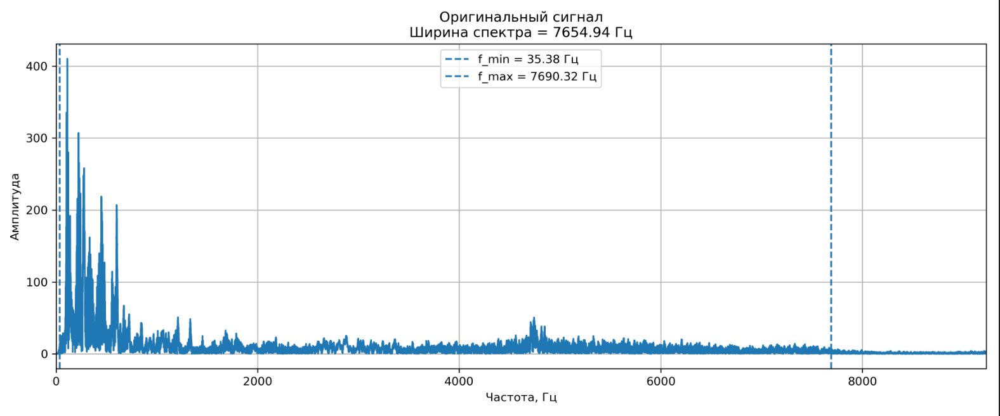 Оригинальный сигнал
Ширина спектра = 7654.94 Гц
f_min = 35.38 Гц
f_max = 7690.32 Гц
Амплитуда
400
300
200
100
0
0
2000
4000
6000
8000
Частота, Гц